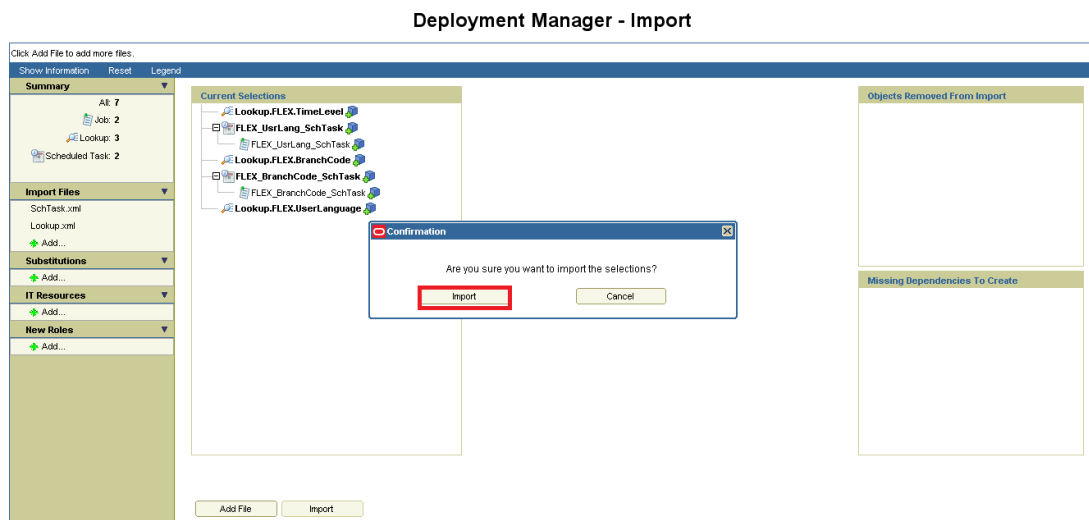 Deployment Manager - Import
Click Add File to add more files.
Show Information Reset Legend
Summary
All: 7
Job: 2
Lookup: 3
Scheduled Task: 2
Import Files
SchTask.xml
Lookup.xml
Add...
Substitutions
Add...
IT Resources
Add...
New Roles
Add...
Current Selections
Lookup.FLEX.TimeLevel
FLEX_UsrLang_SchTask
FLEX_UsrLang_SchTask
Lookup.FLEX.BranchCode
FLEX_BranchCode_SchTask
FLEX_BranchCode_SchTask
Lookup.FLEX.UserLanguage
Confirmation
Are you sure you want to import the selections?
Import Cancel
Objects Removed From Import
Missing Dependencies To Create
Add File Import